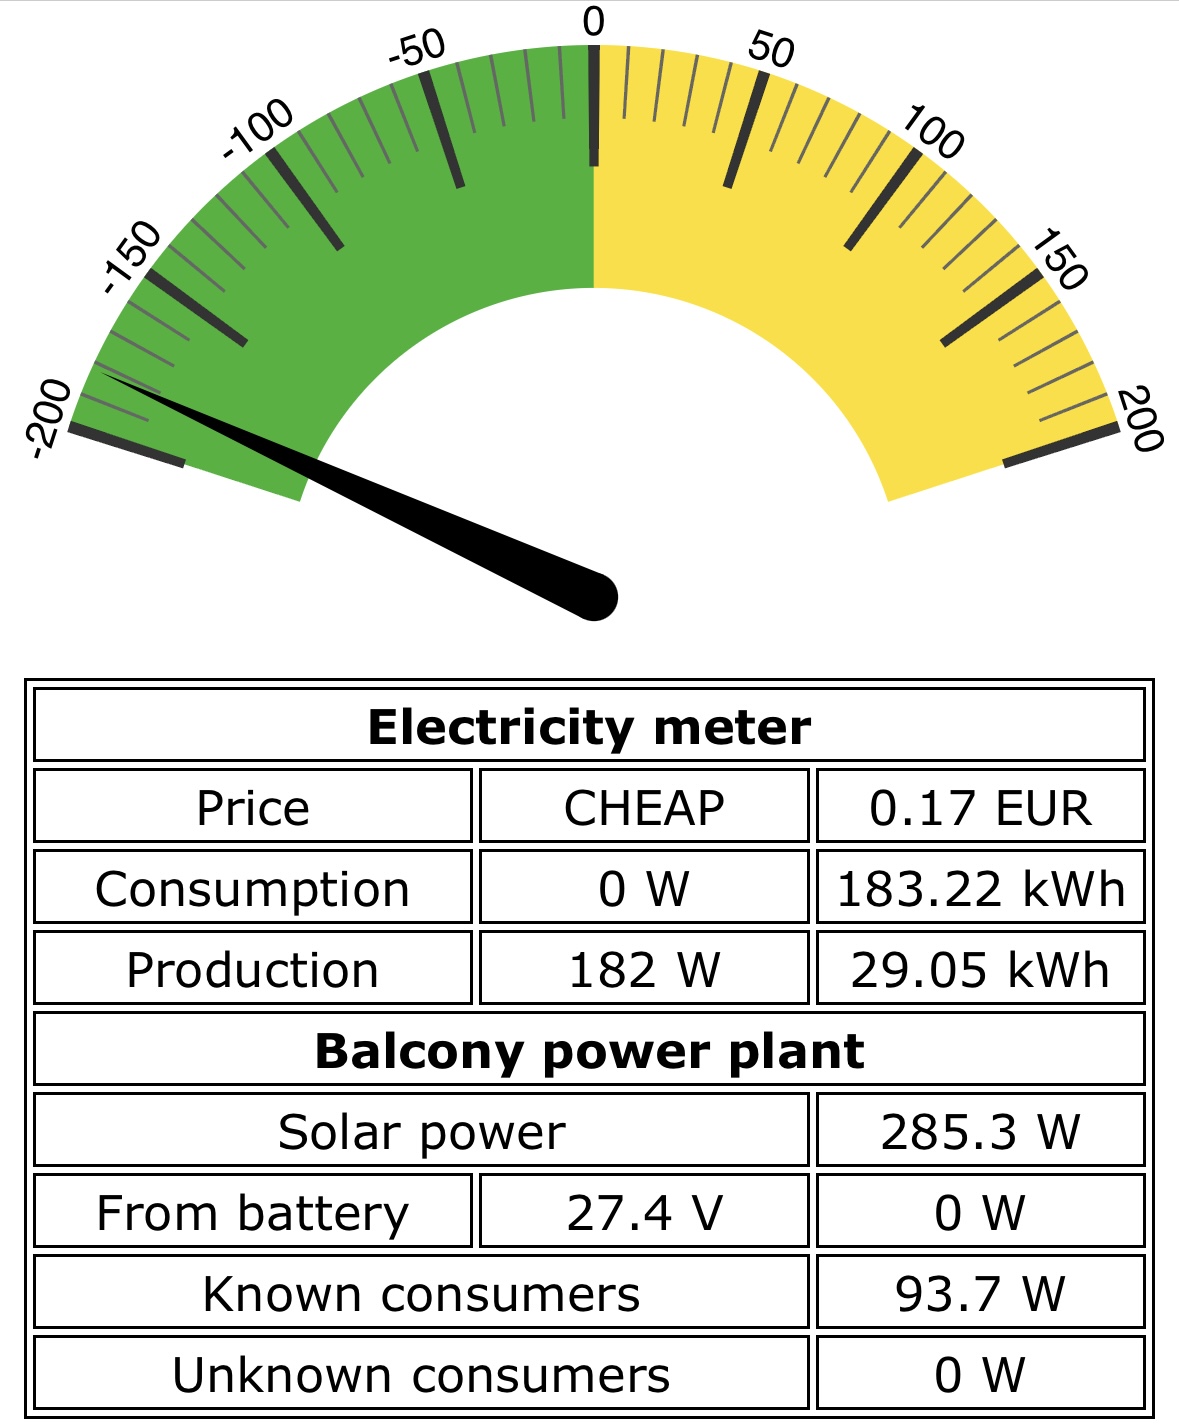 -200
-150
-100
-50
0
50
100
150
200
Electricity meter
Price CHEAP 0.17 EUR
Consumption 0 W 183.22 kWh
Production 182 W 29.05 kWh
Balcony power plant
Solar power 285.3 W
From battery 27.4 V 0 W
Known consumers 93.7 W
Unknown consumers 0 W